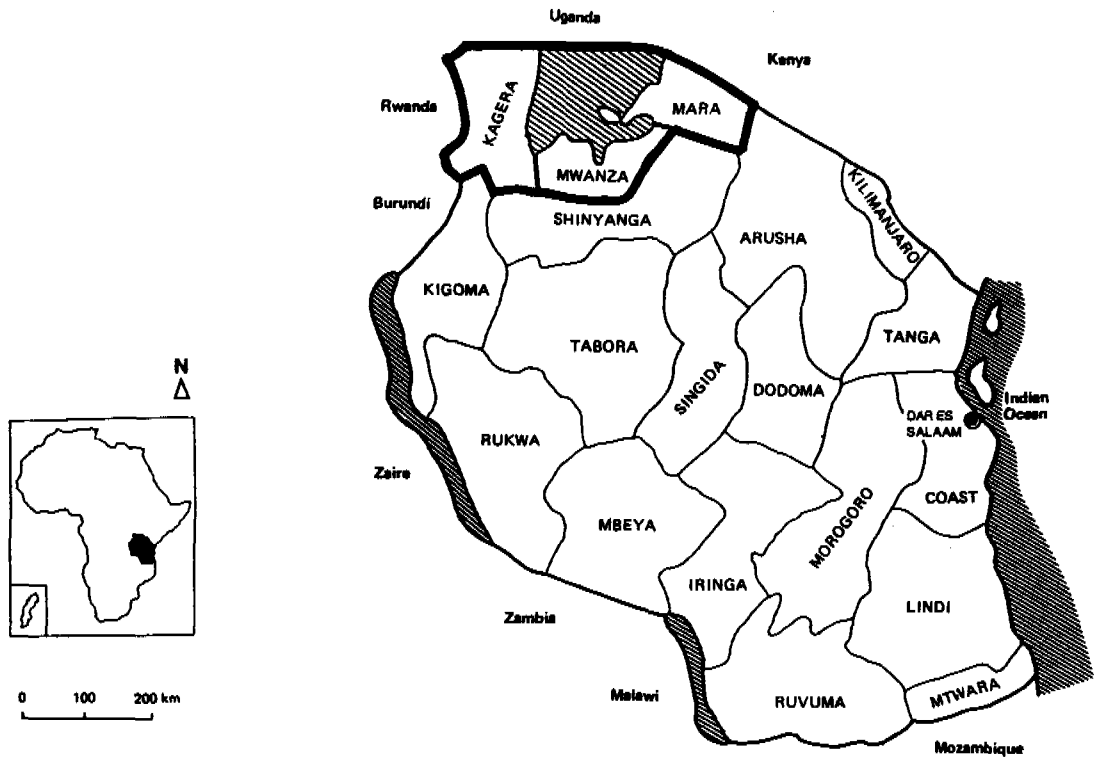 Uganda
Kenya
Rwanda
KAGERA
MARA
MWANZA
Burundi
SHINYANGA
KILIMANJARO
ARUSHA
KIGOMA
TANGA
TABORA
SINGIDA
DODOMA
N
Indian
Ocean
DAR ES
SALAAM
RUKWA
Zaire
COAST
MBEYA
MOROGORO
IRINGA
LINDI
Zambia
0 100 200 km
Malawi
RUVUMA
MTWARA
Mozambique